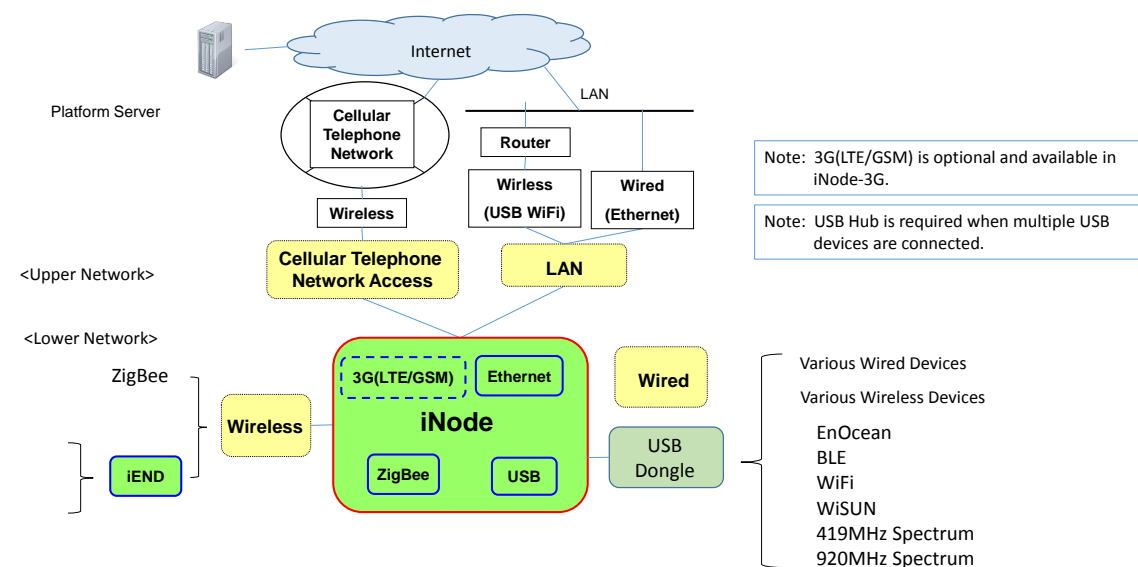 Internet
LAN
Platform Server
Cellular
Telephone
Network
Router
Wirless
(USB WiFi)
Wired
(Ethernet)
Wireless
Note: 3G(LTE/GSM) is optional and available in
iNode-3G.
Note: USB Hub is required when multiple USB
devices are connected.
Cellular Telephone
Network Access
LAN
<Upper Network>
<Lower Network>
ZigBee
Wireless
iEND
3G(LTE/GSM)
Ethernet
iNode
ZigBee
USB
Wired
USB
Dongle
Various Wired Devices
Various Wireless Devices
EnOcean
BLE
WiFi
WiSUN
419MHz Spectrum
920MHz Spectrum